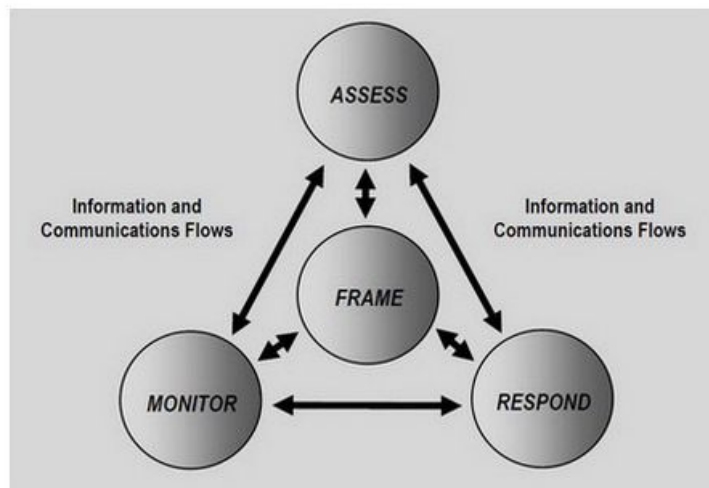 ASSESS
Information and
Communications Flows
Information and
Communications Flows
FRAME
MONITOR
RESPOND